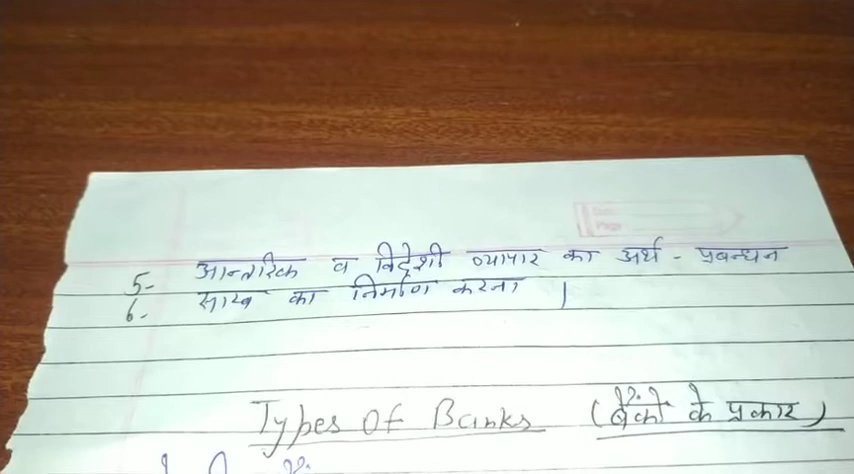 5- आन्तरिक व विदेशी व्यापार का अर्थ - प्रबन्धन
6- साख का निर्माण करना ।
Types Of Banks (बैंकों के प्रकार)